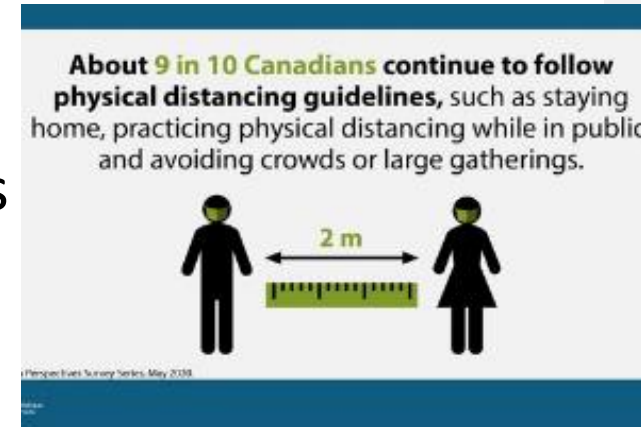 About 9 in 10 Canadians continue to follow
physical distancing guidelines, such as staying
home, practicing physical distancing while in public
and avoiding crowds or large gatherings.
s
2 m
Perspectives Survey Series, May 2020.